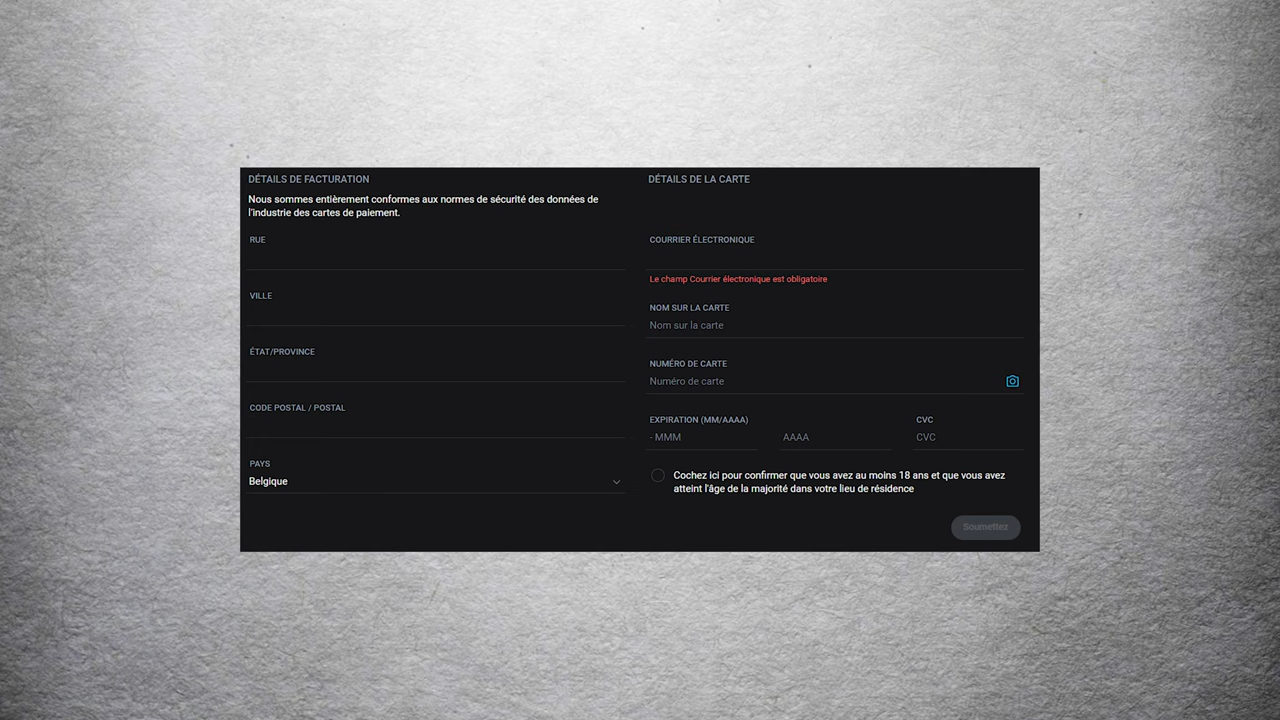 DÉTAILS DE FACTURATION
Nous sommes entièrement conformes aux normes de sécurité des données de
l'industrie des cartes de paiement.
RUE
VILLE
ÉTAT/PROVINCE
CODE POSTAL / POSTAL
PAYS
Belgique
DÉTAILS DE LA CARTE
COURRIER ÉLECTRONIQUE
Le champ Courrier électronique est obligatoire
NOM SUR LA CARTE
Nom sur la carte
NUMÉRO DE CARTE
Numéro de carte
EXPIRATION (MM/AAAA) CVC
- MMM AAAA CVC
Cochez ici pour confirmer que vous avez au moins 18 ans et que vous avez
atteint l'âge de la majorité dans votre lieu de résidence
Soumettez